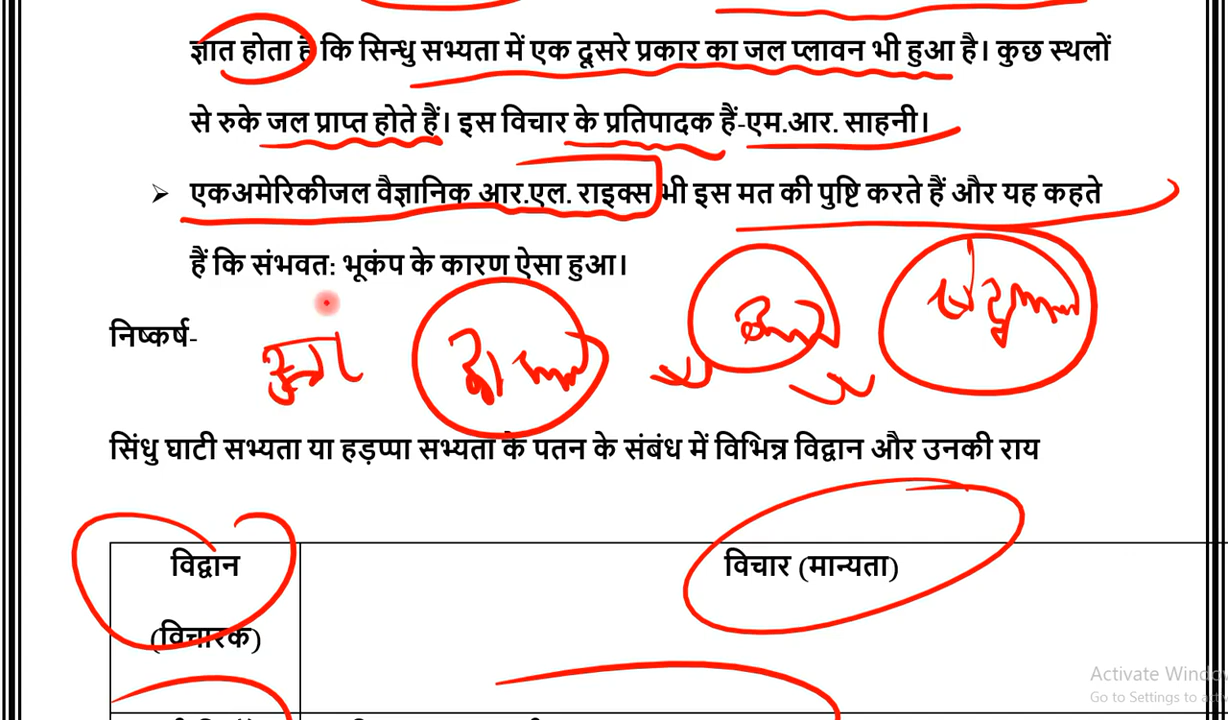 ज्ञात होता है कि सिन्धु सभ्यता में एक दूसरे प्रकार का जल प्लावन भी हुआ है। कुछ स्थलों
से रुके जल प्राप्त होते हैं। इस विचार के प्रतिपादक हैं-एम.आर. साहनी।
➢ एकअमेरिकीजल वैज्ञानिक आर.एल. राइक्स भी इस मत की पुष्टि करते हैं और यह कहते
हैं कि संभवत: भूकंप के कारण ऐसा हुआ।
निष्कर्ष-
सिंधु घाटी सभ्यता या हड़प्पा सभ्यता के पतन के संबंध में विभिन्न विद्वान और उनकी राय
विद्वान
(विचारक)
विचार (मान्यता)
Activate Windo
Go to Settings to acti